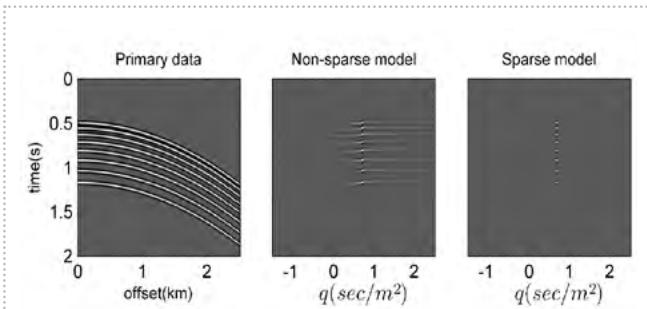 Primary data
Non-sparse model
Sparse model
0
0.5
1
1.5
2
time(s)
0 1 2
offset(km)
-1 0 1 2
q(sec/m²)
-1 0 1 2
q(sec/m²)